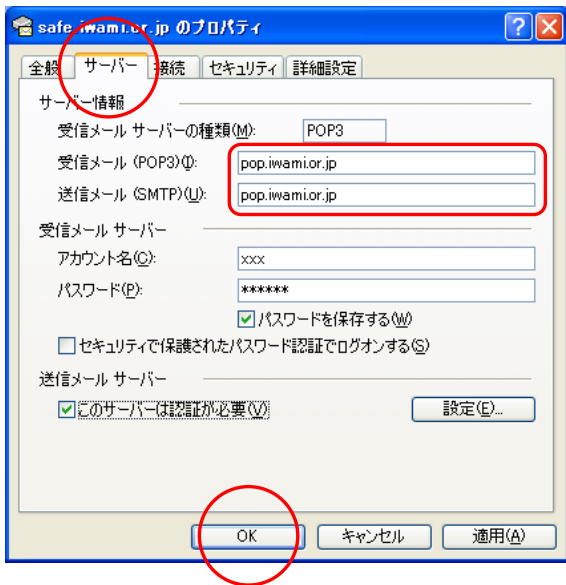 safe.iwami.or.jp のプロパティ
全般 サーバー 接続 セキュリティ 詳細設定
サーバー情報
受信メール サーバーの種類(M): POP3
受信メール (POP3)(I): pop.iwami.or.jp
送信メール (SMTP)(U): pop.iwami.or.jp
受信メール サーバー
アカウント名(C): xxx
パスワード(P): ******
パスワードを保存する(W)
セキュリティで保護されたパスワード認証でログオンする(S)
送信メール サーバー
このサーバーは認証が必要(V) 設定(E)...
OK キャンセル 適用(A)